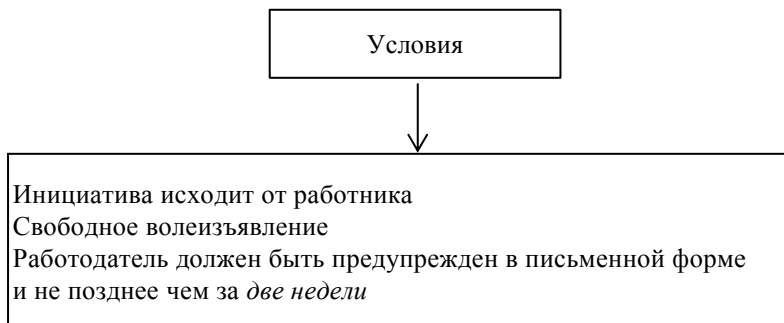 Условия
Инициатива исходит от работника
Свободное волеизъявление
Работодатель должен быть предупрежден в письменной форме
и не позднее чем за две недели